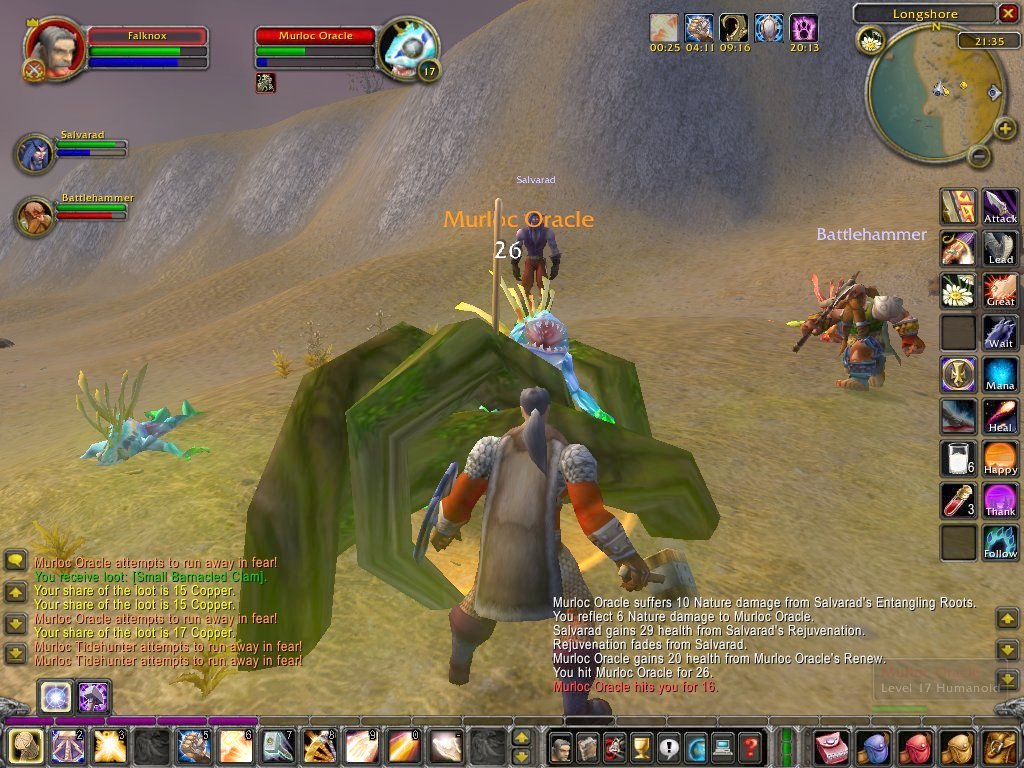 Falknox
Murloc Oracle
17
Salvarad
Battlehammer
00:25
04:11
09:16
20:13
Longshore
N
21:35
Salvarad
Murloc Oracle
26
Battlehammer
Attack
Lead
Great
Wait
Mana
Heal
6
Happy
3
Thank
Follow
Murloc Oracle attempts to run away in fear!
You receive loot: [Small Barnacled Clam].
Your share of the loot is 15 Copper.
Your share of the loot is 15 Copper.
Murloc Oracle attempts to run away in fear!
Your share of the loot is 17 Copper.
Murloc Tidehunter attempts to run away in fear!
Murloc Tidehunter attempts to run away in fear!
Murloc Oracle suffers 10 Nature damage from Salvarad's Entangling Roots.
You reflect 6 Nature damage to Murloc Oracle.
Salvarad gains 29 health from Salvarad's Rejuvenation.
Rejuvenation fades from Salvarad.
Murloc Oracle gains 20 health from Murloc Oracle's Renew.
You hit Murloc Oracle for 26.
Murloc Oracle hits you for 16.
Level 17 Humanoid
2
3
5
6
7
8
9
0
-